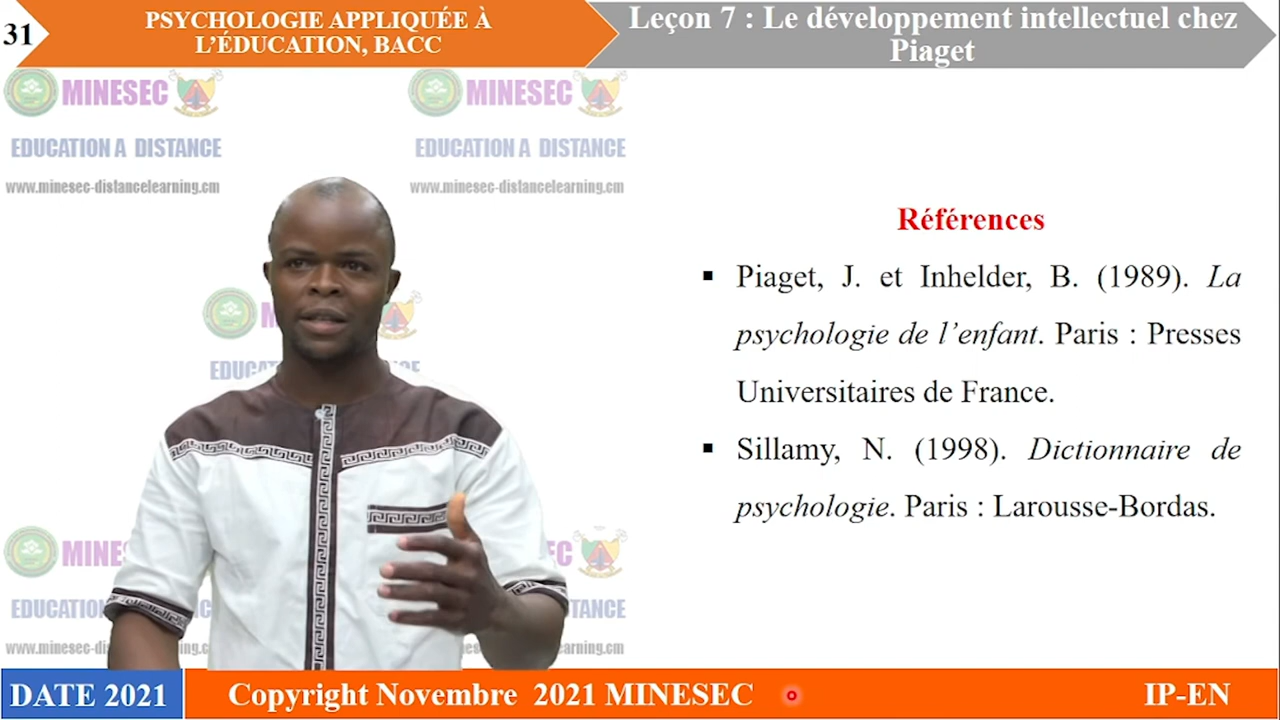 31
PSYCHOLOGIE APPLIQUÉE À
L'ÉDUCATION, BACC
Leçon 7 : Le développement intellectuel chez
Piaget
MINESEC
MINESEC
EDUCATION A DISTANCE
EDUCATION A DISTANCE
www.minesec-distancelearning.cm
www.minesec-distancelearning.cm
Références
▪ Piaget, J. et Inhelder, B. (1989). La
psychologie de l'enfant. Paris : Presses
Universitaires de France.
▪ Sillamy, N. (1998). Dictionnaire de
psychologie. Paris : Larousse-Bordas.
DATE 2021
Copyright Novembre 2021 MINESEC
IP-EN